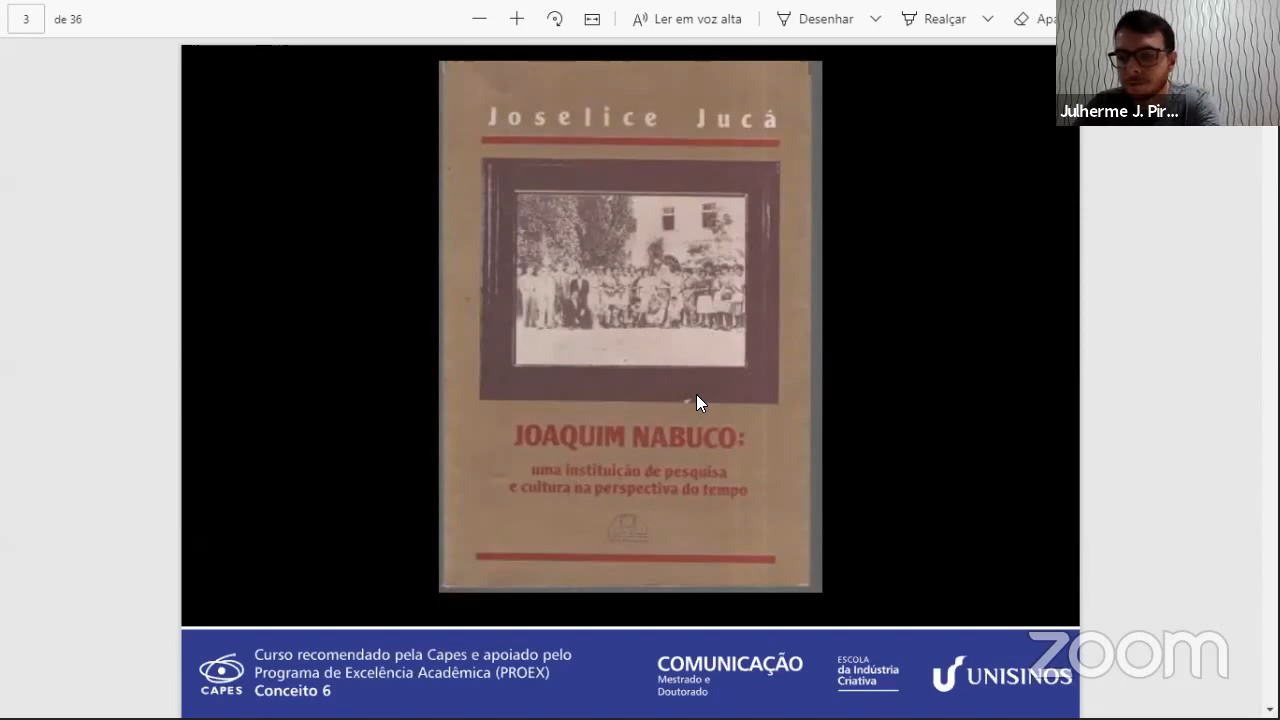 3
de 36
Ler em voz alta
Desenhar
Realçar
Apa
Julherme J. Pir...
Joselice Jucá
JOAQUIM NABUCO:
uma instituição de pesquisa
e cultura na perspectiva do tempo
CAPES
Curso recomendado pela Capes e apoiado pelo
Programa de Excelência Acadêmica (PROEX)
Conceito 6
COMUNICAÇÃO
Mestrado e
Doutorado
ESCOLA
da Indústria
Criativa
UNISINOS
zoom